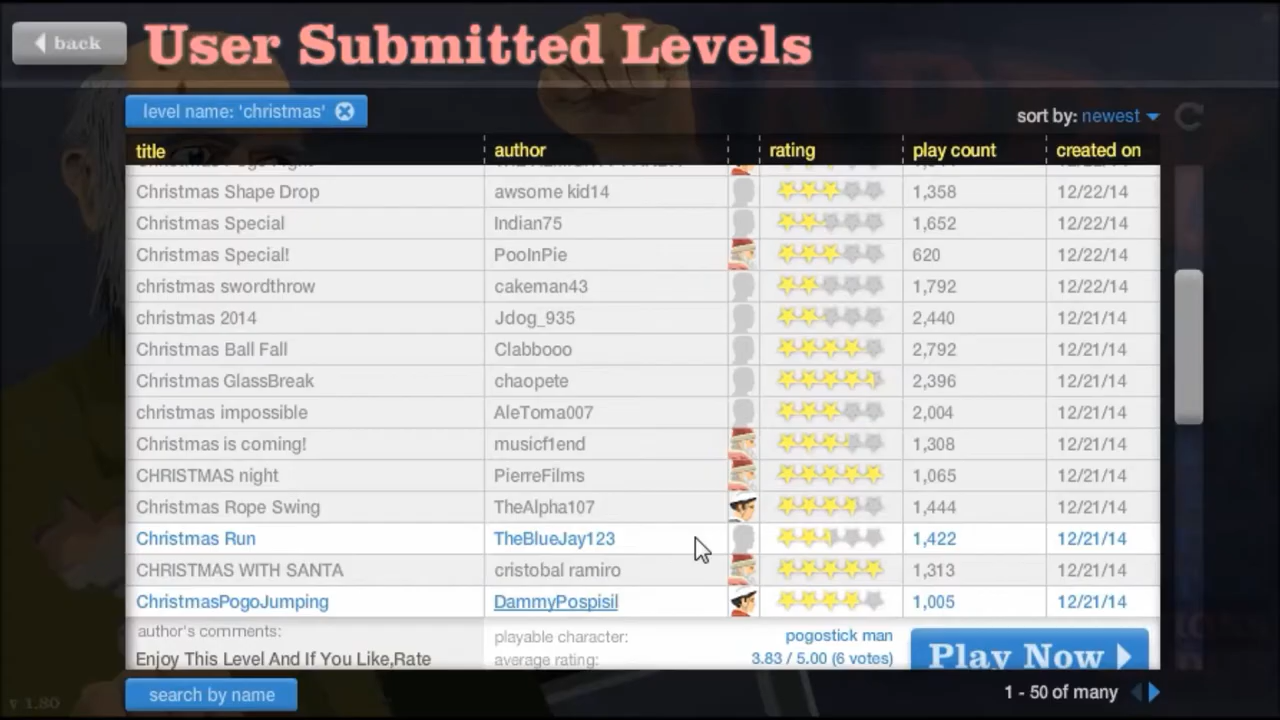 back
User Submitted Levels
level name: 'christmas'
sort by: newest
title author rating play count created on
Christmas Shape Drop awsome kid14 1,358 12/22/14
Christmas Special Indian75 1,652 12/22/14
Christmas Special! PooInPie 620 12/22/14
christmas swordthrow cakeman43 1,792 12/22/14
christmas 2014 Jdog_935 2,440 12/21/14
Christmas Ball Fall Clabbooo 2,792 12/21/14
Christmas GlassBreak chaopete 2,396 12/21/14
christmas impossible AleToma007 2,004 12/21/14
Christmas is coming! musicf1end 1,308 12/21/14
CHRISTMAS night PierreFilms 1,065 12/21/14
Christmas Rope Swing TheAlpha107 1,444 12/21/14
Christmas Run TheBlueJay123 1,422 12/21/14
CHRISTMAS WITH SANTA cristobal ramiro 1,313 12/21/14
ChristmasPogoJumping DammyPospisil 1,005 12/21/14
author's comments: playable character: pogostick man
Enjoy This Level And If You Like,Rate average rating: 3.83 / 5.00 (6 votes) Play Now
search by name 1 - 50 of many
v 1.80